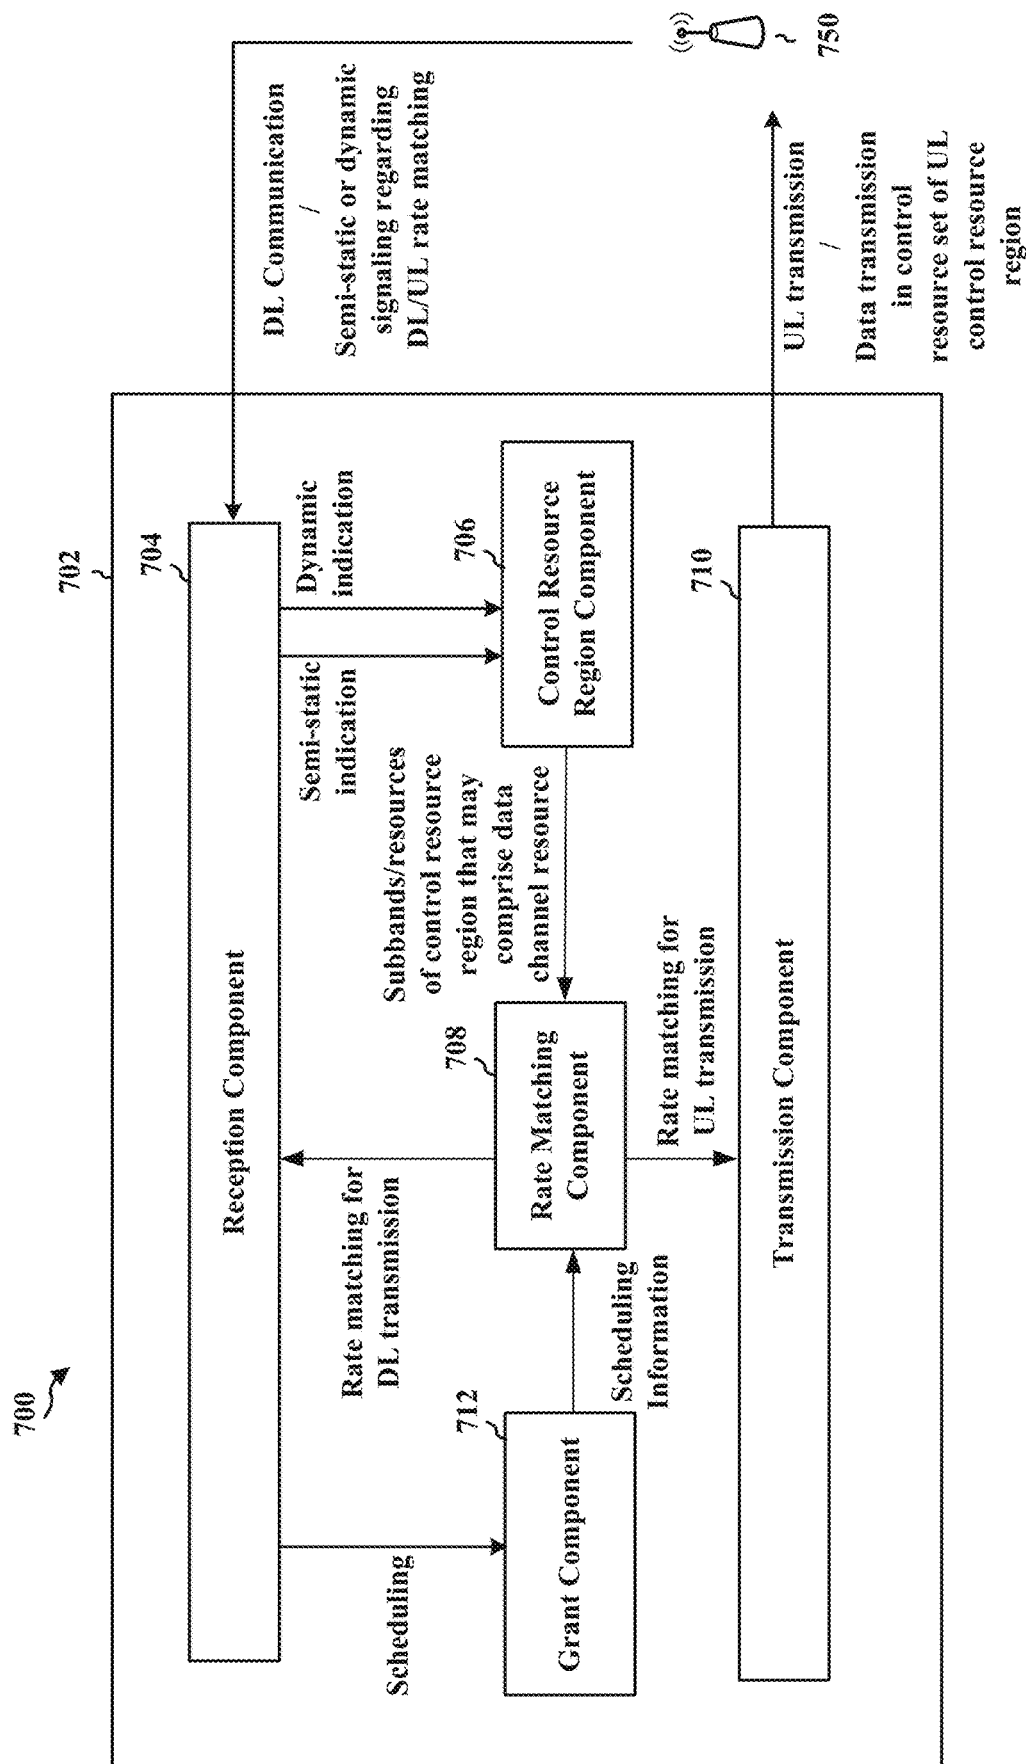 700
702
704
Reception Component
DL Communication
/
Semi-static or dynamic
signaling regarding
DL/UL rate matching
750
Scheduling
Rate matching for
DL transmission
Semi-static
indication
Dynamic
indication
712
Grant Component
Scheduling
Information
708
Rate Matching
Component
Subbands/resources
of control resource
region that may
comprise data
channel resource
706
Control Resource
Region Component
Rate matching for
UL transmission
710
Transmission Component
UL transmission
/
Data transmission
in control
resource set of UL
control resource
region